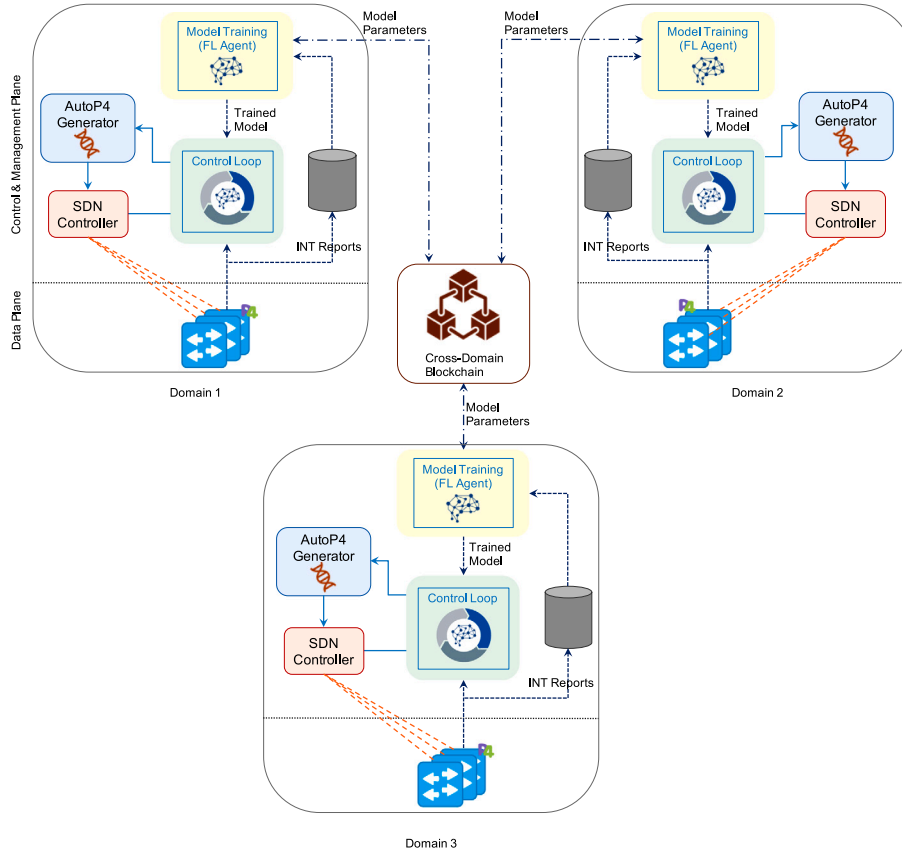 Model
Parameters
Model Training
(FL Agent)
Trained
Model
AutoP4
Generator
Control Loop
SDN
Controller
INT Reports
Control & Management Plane
Data Plane
P4
Domain 1
Model
Parameters
Model Training
(FL Agent)
Trained
Model
AutoP4
Generator
Control Loop
SDN
Controller
INT Reports
P4
Domain 2
Cross-Domain
Blockchain
Model
Parameters
Model Training
(FL Agent)
Trained
Model
AutoP4
Generator
Control Loop
SDN
Controller
INT Reports
P4
Domain 3